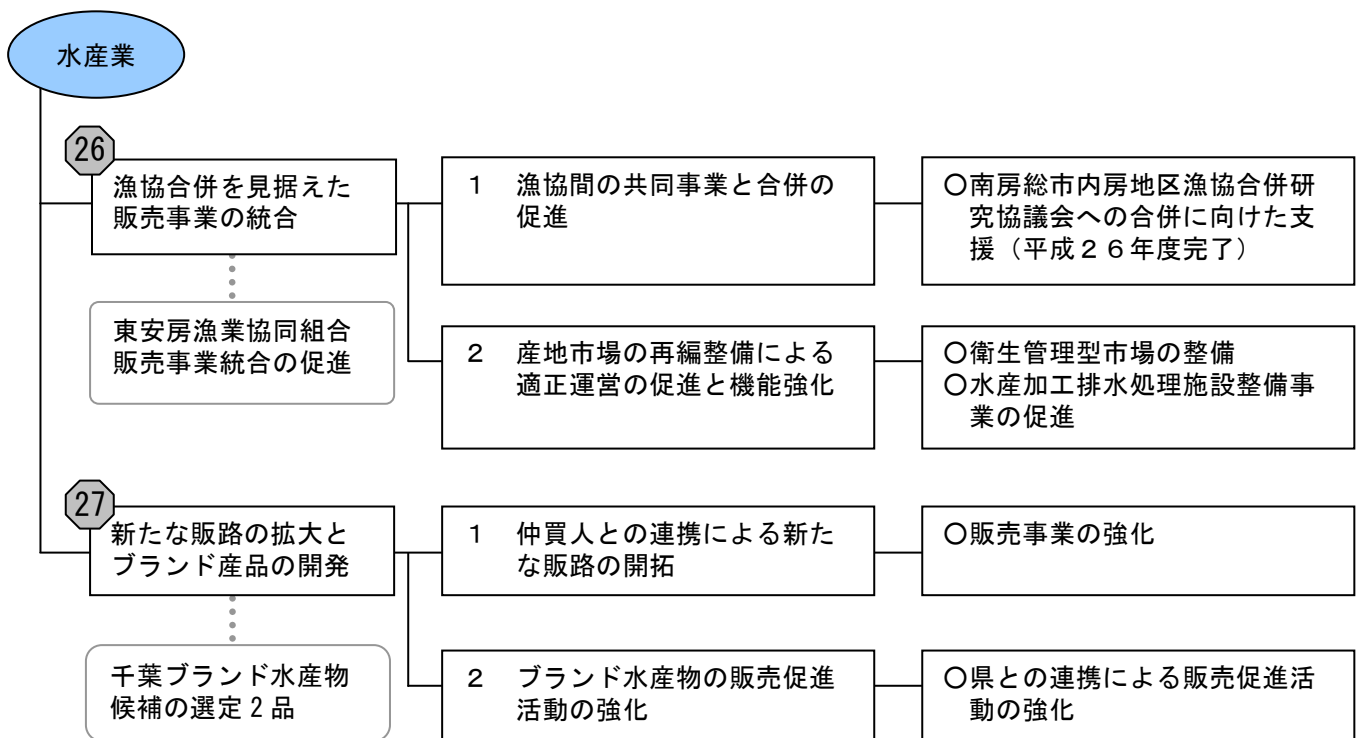 水産業
26
漁協合併を見据えた
販売事業の統合
東安房漁業協同組合
販売事業統合の促進
1 漁協間の共同事業と合併の
促進
○南房総市内房地区漁協合併研
究協議会への合併に向けた支
援（平成２６年度完了）
2 産地市場の再編整備による
適正運営の促進と機能強化
○衛生管理型市場の整備
○水産加工排水処理施設整備事
業の促進
27
新たな販路の拡大と
ブランド産品の開発
千葉ブランド水産物
候補の選定２品
1 仲買人との連携による新た
な販路の開拓
○販売事業の強化
2 ブランド水産物の販売促進
活動の強化
○県との連携による販売促進活
動の強化